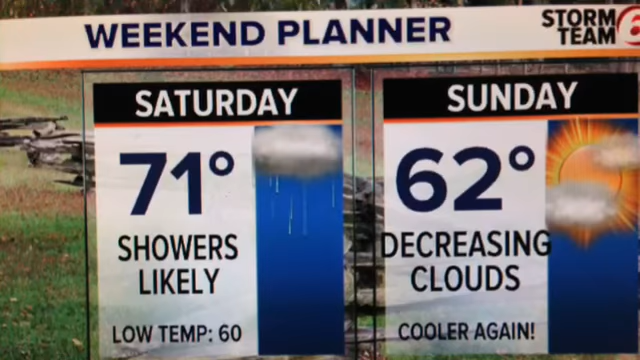 WEEKEND PLANNER
STORM
TEAM 6
SATURDAY
71°
SHOWERS
LIKELY
LOW TEMP: 60
SUNDAY
62°
DECREASING
CLOUDS
COOLER AGAIN!